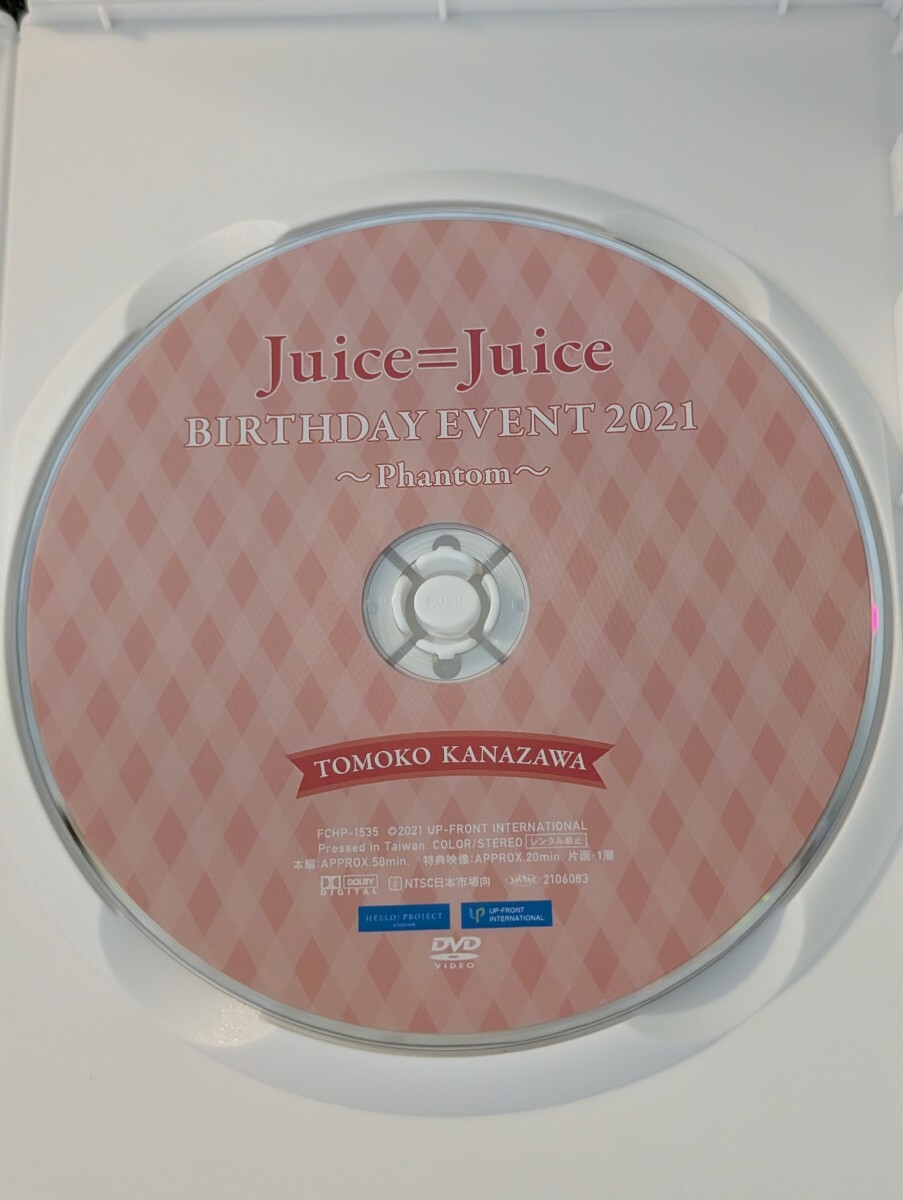 Juice=Juice
BIRTHDAY EVENT 2021
～Phantom～
PUSH
TOMOKO KANAZAWA
FCHP-1535 ©2021 UP-FRONT INTERNATIONAL
Pressed in Taiwan. COLOR/STEREO レンタル禁止
本編:APPROX.58min. 特典映像:APPROX.20min. 片面・1層
DOLBY DIGITAL 2 NTSC日本市場向 2106083
HELLO! PROJECT UP-FRONT INTERNATIONAL
DVD
VIDEO